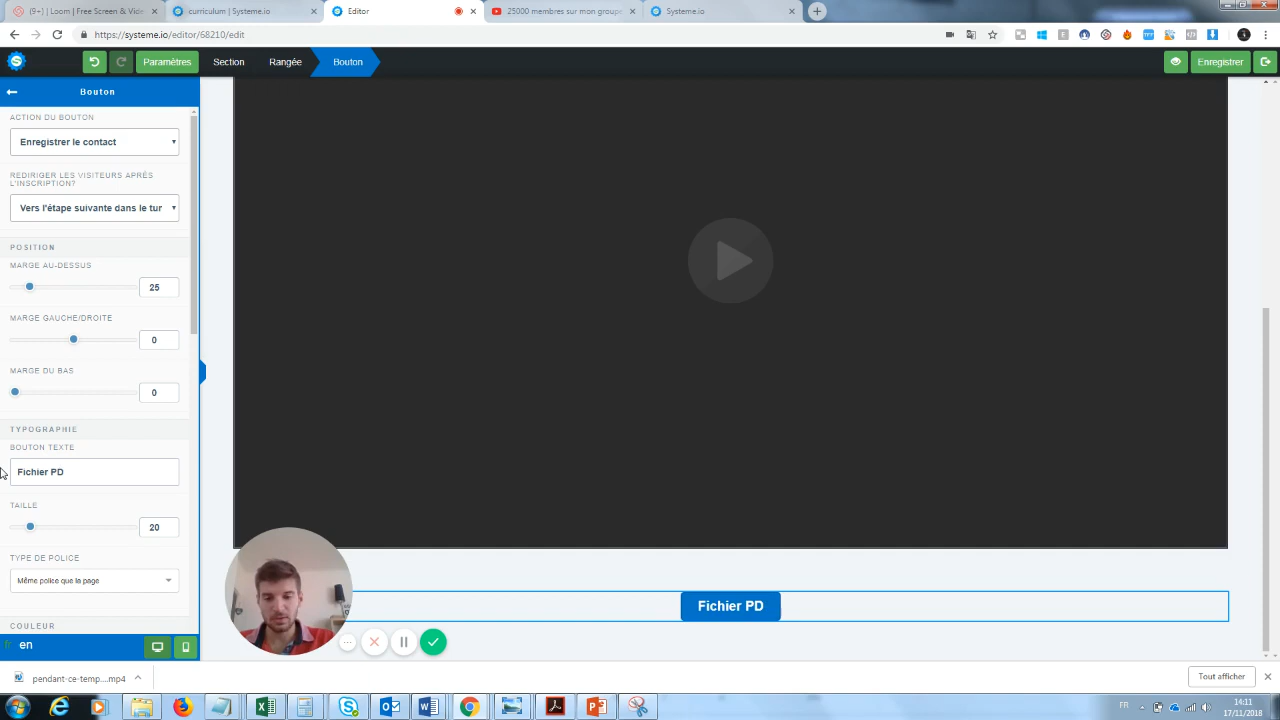 (9+) | Loom | Free Screen & Vide
curriculum | Systeme.io
Editor
25000 membres sur mon groupe
Systeme.io
https://systeme.io/editor/68210/edit
Paramètres
Section
Rangée
Bouton
Enregistrer
Bouton
ACTION DU BOUTON
Enregistrer le contact
REDIRIGER LES VISITEURS APRÈS
L'INSCRIPTION?
Vers l'étape suivante dans le tur
POSITION
MARGE AU-DESSUS
25
MARGE GAUCHE/DROITE
0
MARGE DU BAS
0
TYPOGRAPHIE
BOUTON TEXTE
Fichier PD
TAILLE
20
TYPE DE POLICE
Même police que la page
COULEUR
fr en
Fichier PD
pendant-ce-temp....mp4
Tout afficher
FR
14:11
17/11/2018